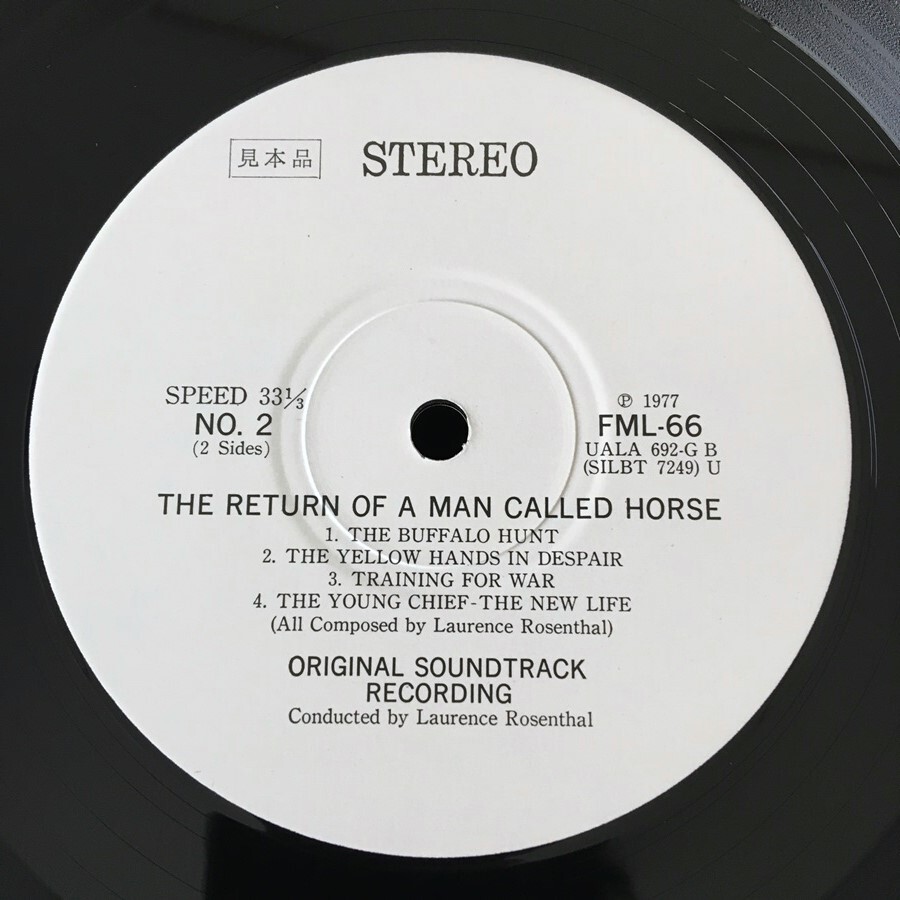 見本品 STEREO
SPEED 33⅓
NO. 2
(2 Sides)
℗ 1977
FML-66
UALA 692-G B
(SILBT 7249) U
THE RETURN OF A MAN CALLED HORSE
1. THE BUFFALO HUNT
2. THE YELLOW HANDS IN DESPAIR
3. TRAINING FOR WAR
4. THE YOUNG CHIEF-THE NEW LIFE
(All Composed by Laurence Rosenthal)
ORIGINAL SOUNDTRACK
RECORDING
Conducted by Laurence Rosenthal